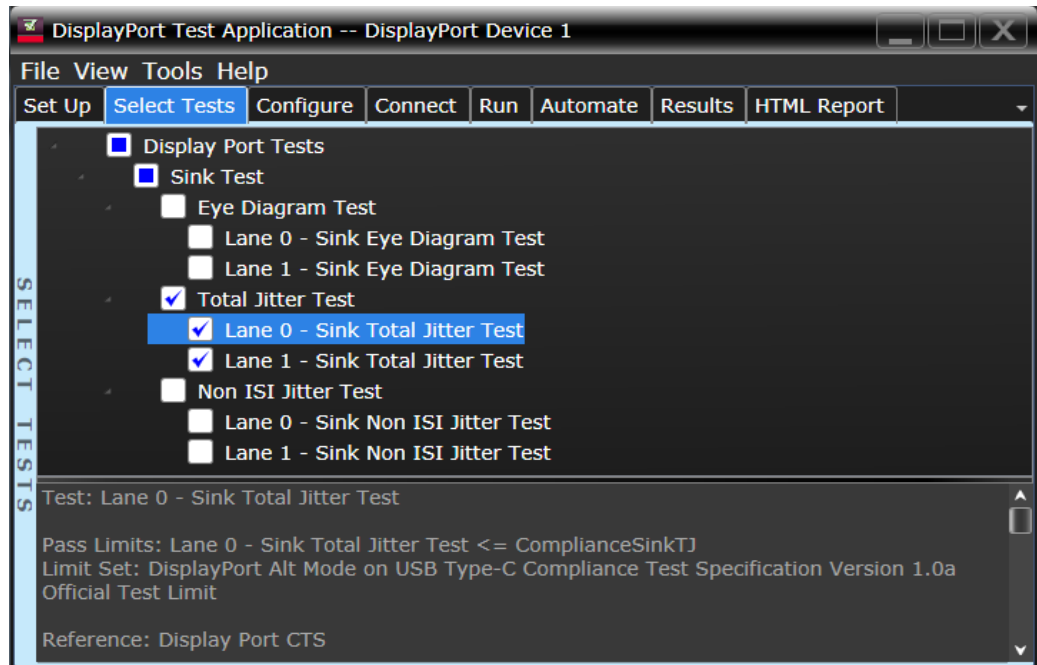 DisplayPort Test Application -- DisplayPort Device 1
File View Tools Help
Set Up Select Tests Configure Connect Run Automate Results HTML Report
SELECT TESTS
Display Port Tests
Sink Test
Eye Diagram Test
Lane 0 - Sink Eye Diagram Test
Lane 1 - Sink Eye Diagram Test
Total Jitter Test
Lane 0 - Sink Total Jitter Test
Lane 1 - Sink Total Jitter Test
Non ISI Jitter Test
Lane 0 - Sink Non ISI Jitter Test
Lane 1 - Sink Non ISI Jitter Test
Test: Lane 0 - Sink Total Jitter Test
Pass Limits: Lane 0 - Sink Total Jitter Test <= ComplianceSinkTJ
Limit Set: DisplayPort Alt Mode on USB Type-C Compliance Test Specification Version 1.0a
Official Test Limit
Reference: Display Port CTS